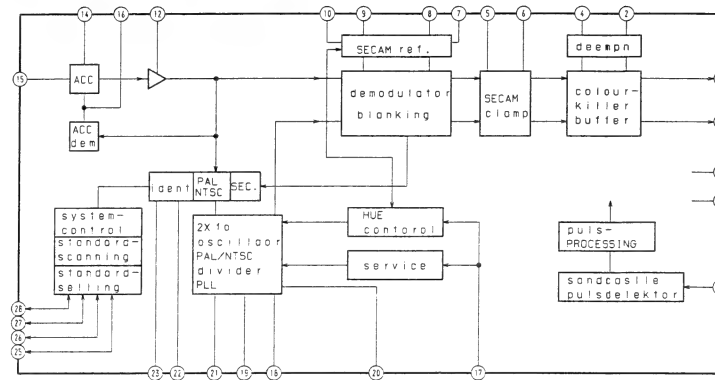 14 16 12 10 9 8 7 5 6 4 2
SECAM ref.
deempn
15
ACC
demodulator
blanking
SECAM
clamp
colour-
killer
buffer
ACC
dem
ident
PAL
NTSC
SEC.
system-
control
standard-
scanning
standard-
selling
2Xfo
oscillaor
PAL/NTSC
divider
PLL
HUE
contorol
service
puls-
PROCESSING
sandcastle
pulsdelektor
28
27
26
25
23 22 21 19 18 20 17